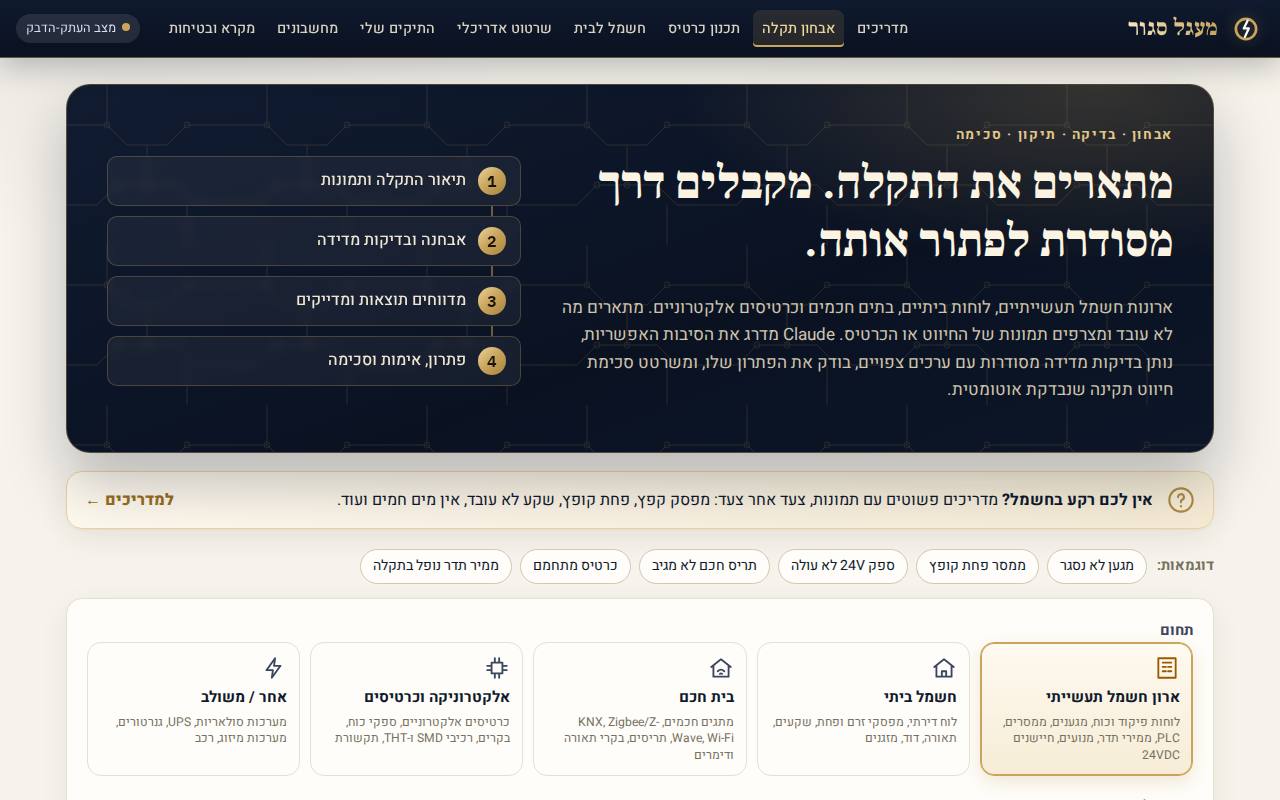 מעגל סגור
מדריכים
אבחון תקלה
תכנון כרטיס
חשמל לבית
שרטוט אדריכלי
התיקים שלי
מחשבונים
מקרא ובטיחות
מצב העתק-הדבק
אבחון · בדיקה · תיקון · סכימה
מתארים את התקלה. מקבלים דרך
מסודרת לפתור אותה.
ארונות חשמל תעשייתיים, לוחות ביתיים, בתים חכמים וכרטיסים אלקטרוניים. מתארים מה
לא עובד ומצרפים תמונות של החיווט או הכרטיס. Claude מדרג את הסיבות האפשריות,
נותן בדיקות מדידה מסודרות עם ערכים צפויים, בודק את הפתרון שלו, ומשרטט סכימת
חיווט תקינה שנבדקת אוטומטית.
1 תיאור התקלה ותמונות
2 אבחנה ובדיקות מדידה
3 מדווחים תוצאות ומדייקים
4 פתרון, אימות וסכימה
אין לכם רקע בחשמל? מדריכים פשוטים עם תמונות, צעד אחר צעד: מפסק קפץ, פחת קופץ, שקע לא עובד, אין מים חמים ועוד.
למדריכים ←
דוגמאות:
מגען לא נסגר
ממסר פחת קופץ
ספק 24V לא עולה
תריס חכם לא מגיב
כרטיס מתחמם
ממיר תדר נופל בתקלה
תחום
ארון חשמל תעשייתי
לוחות פיקוד וכוח, מגענים, ממסרים,
PLC, ממירי תדר, מנועים, חיישנים
24VDC
חשמל ביתי
לוח דירתי, מפסקי זרם ופחת, שקעים,
תאורה, דוד, מזגנים
בית חכם
מתגים חכמים, KNX, Zigbee/Z-
Wave, Wi-Fi, תריסים, בקרי תאורה
ודימרים
אלקטרוניקה וכרטיסים
כרטיסים אלקטרוניים, ספקי כוח,
בקרים, רכיבי SMD ו-THT, תקשורת
אחר / משולב
מערכות סולאריות, UPS, גנרטורים,
מערכות מיזוג, רכב